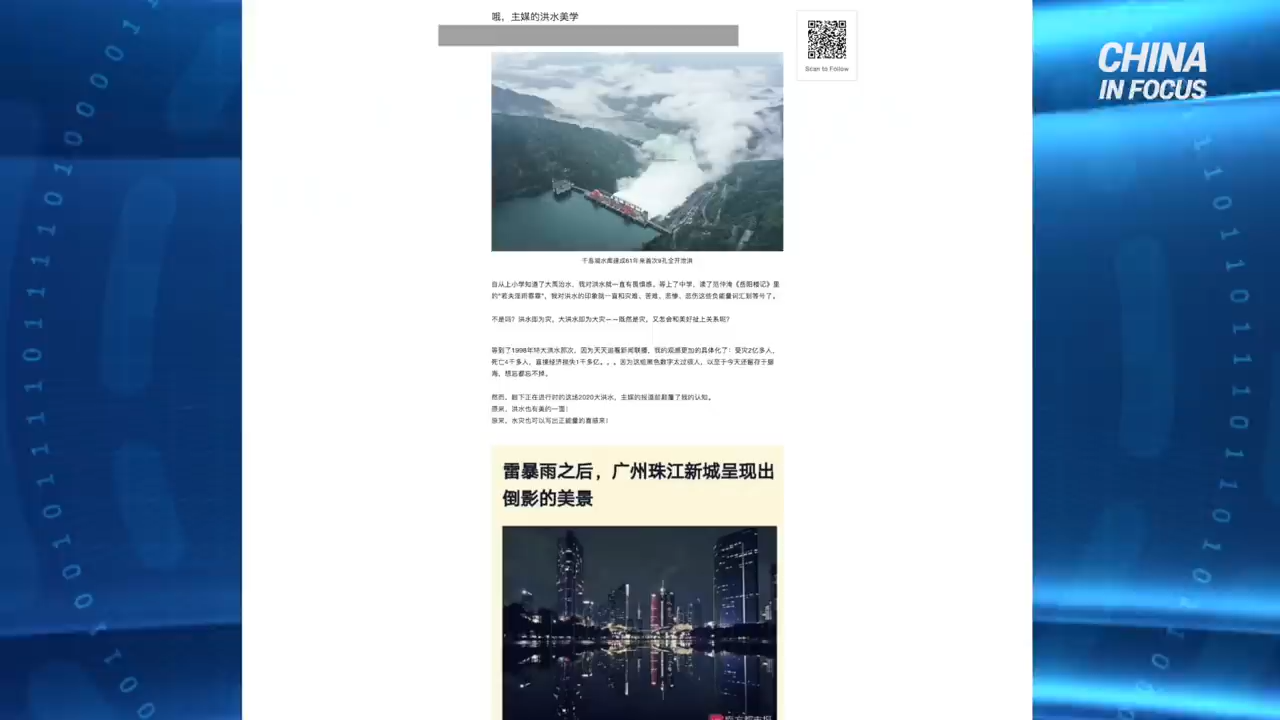 哦，主媒的洪水美学
Scan to Follow
CHINA
IN FOCUS
千岛湖水库建成61年来首次9孔全开泄洪
自从上小学知道了大禹治水，我对洪水就一直有畏惧感。等上了中学，读了范仲淹《岳阳楼记》里
的“若夫淫雨霏霏”，我对洪水的印象就一直和灾难、苦难、悲惨、悲伤这些负能量词汇划等号了。
不是吗？洪水即为灾，大洪水即为大灾——既然是灾，又怎会和美好扯上关系呢？
等到了1998年特大洪水那次，因为天天追看新闻联播，我的观感更加的具体化了：受灾2亿多人，
死亡4千多人，直接经济损失1千多亿。。。因为这组黑色数字太过骇人，以至于今天还留存于脑
海，想忘都忘不掉。
然而，眼下正在进行时的这场2020大洪水，主媒的报道却颠覆了我的认知。
原来，洪水也有美的一面！
原来，水灾也可以写出正能量的喜感来！
雷暴雨之后，广州珠江新城呈现出
倒影的美景